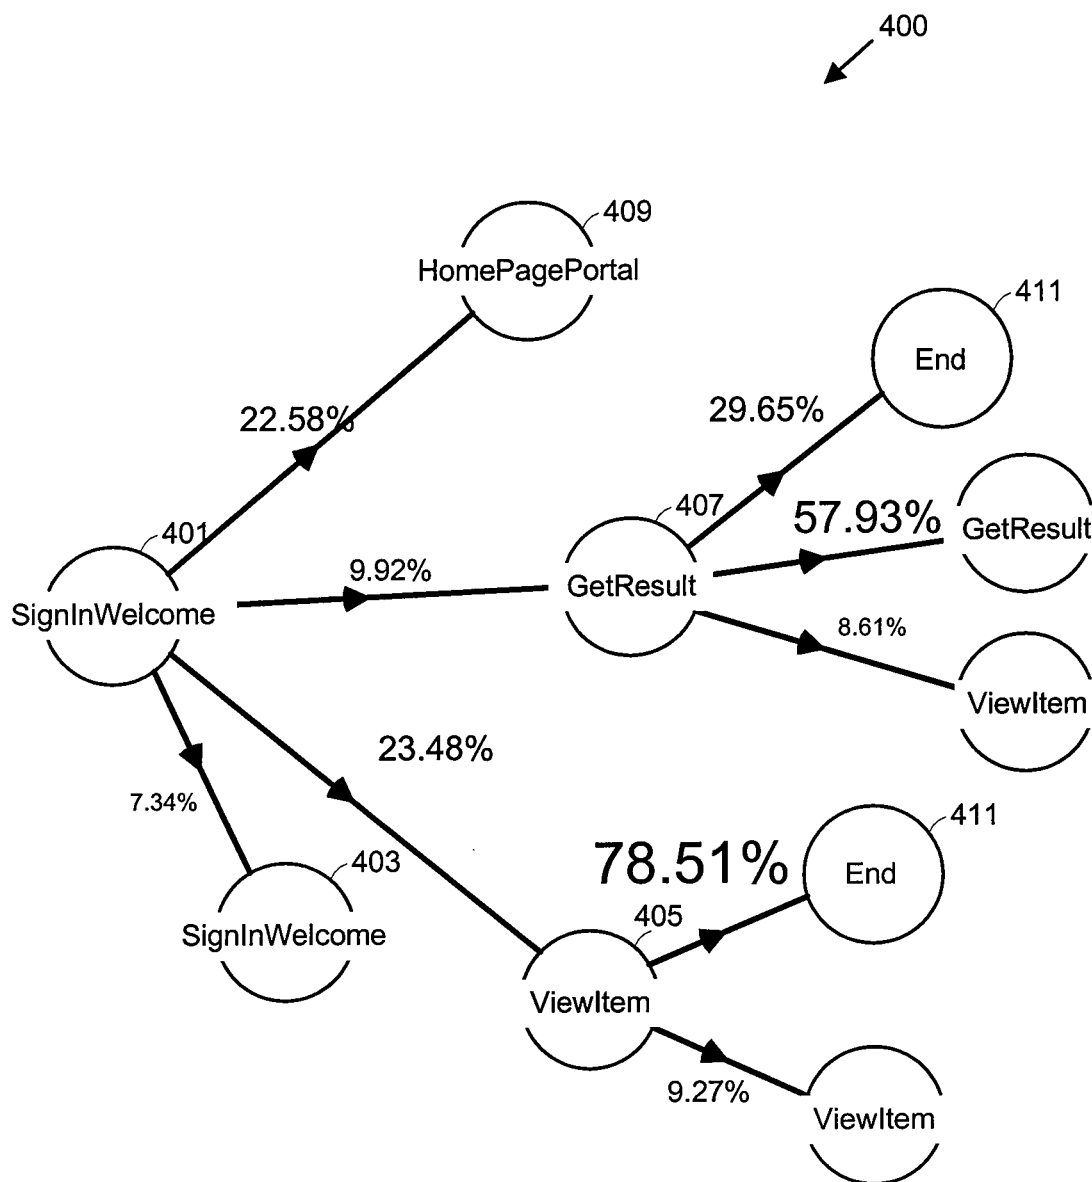 400
409
HomePagePortal
411
End
22.58%
29.65%
407
57.93%
GetResult
401
9.92%
GetResult
SignInWelcome
8.61%
ViewItem
23.48%
7.34%
411
403
78.51%
End
405
SignInWelcome
ViewItem
9.27%
ViewItem